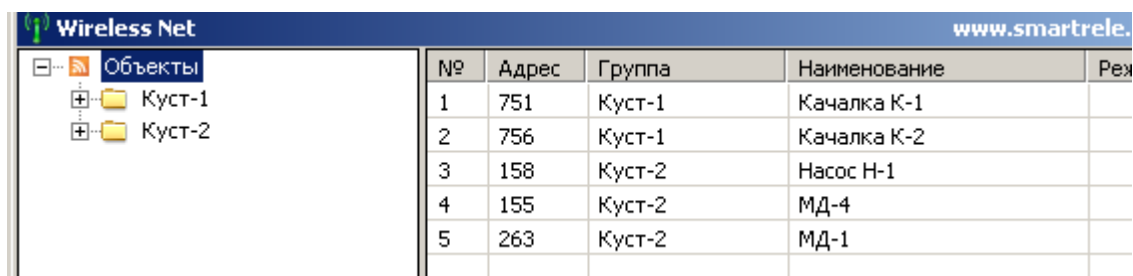 Wireless Net www.smartrele.
Объекты
Куст-1
Куст-2
№ Адрес Группа Наименование Реж
1 751 Куст-1 Качалка К-1
2 756 Куст-1 Качалка К-2
3 158 Куст-2 Насос Н-1
4 155 Куст-2 МД-4
5 263 Куст-2 МД-1